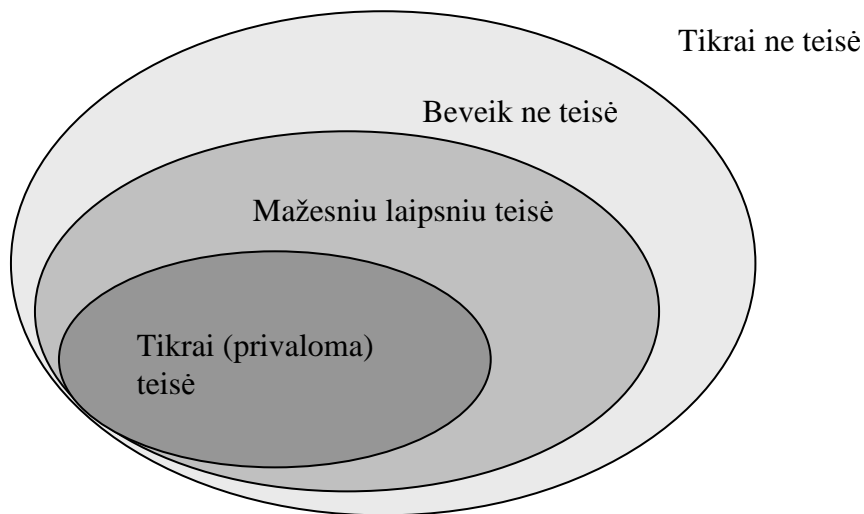 Tikrai ne teisė
Beveik ne teisė
Mažesniu laipsniu teisė
Tikrai (privaloma)
teisė